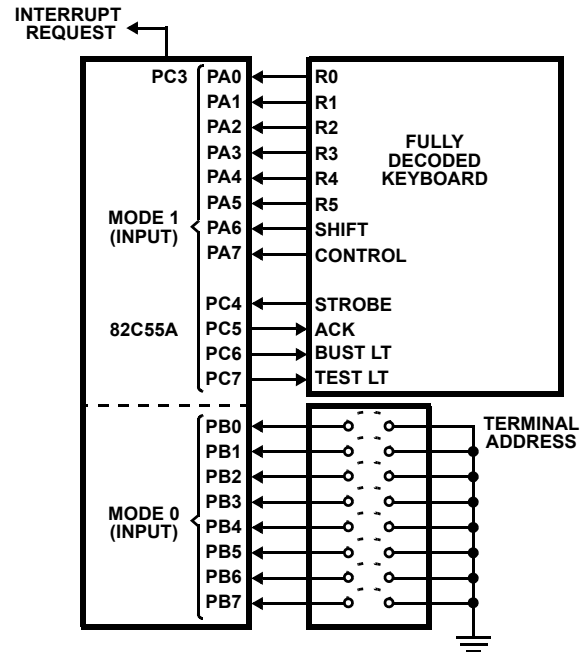 INTERRUPT
REQUEST
PC3 PA0 R0
PA1 R1
PA2 R2
PA3 R3
PA4 R4
PA5 R5
PA6 SHIFT
PA7 CONTROL
FULLY
DECODED
KEYBOARD
MODE 1
(INPUT)
PC4 STROBE
82C55A PC5 ACK
PC6 BUST LT
PC7 TEST LT
PB0
PB1
PB2
PB3
PB4
PB5
PB6
PB7
MODE 0
(INPUT)
TERMINAL
ADDRESS